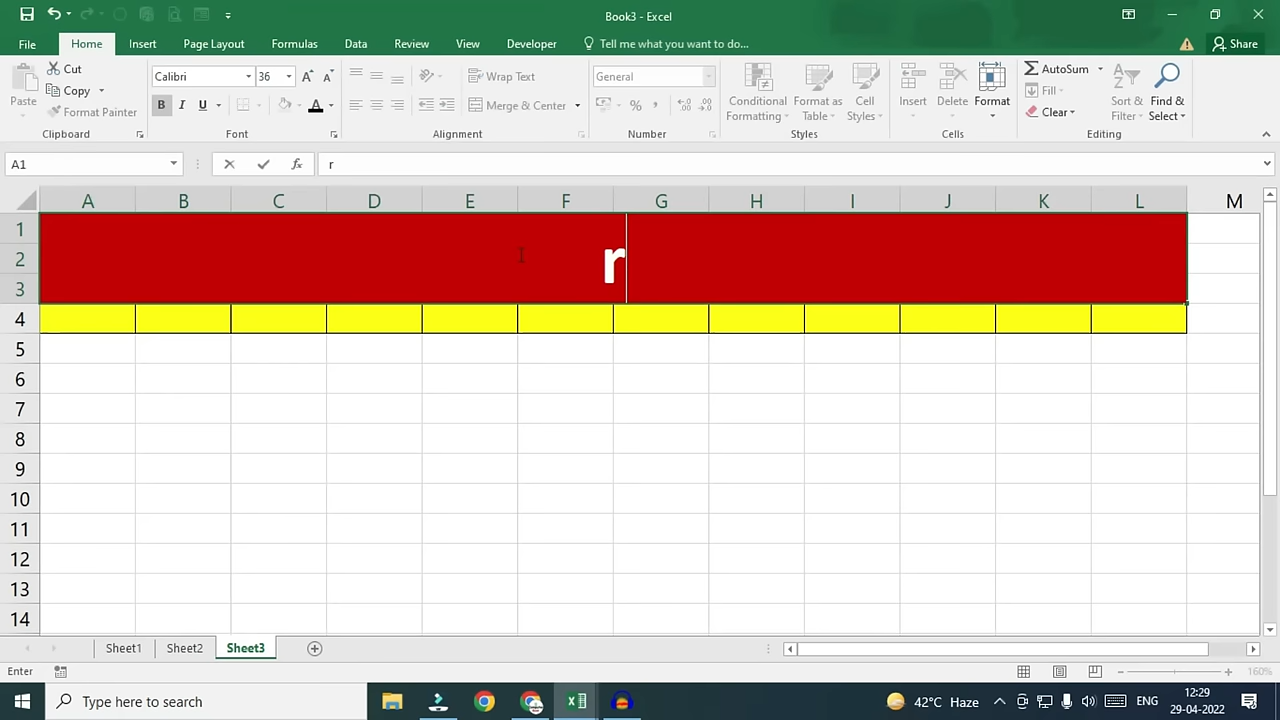 Book3 - Excel
File Home Insert Page Layout Formulas Data Review View Developer Tell me what you want to do... Share
Cut Calibri 36 Wrap Text General AutoSum
Paste Copy Conditional Format as Cell Insert Delete Format Fill Sort & Find &
Format Painter B I U A Merge & Center % Formatting Table Styles Clear Filter Select
Clipboard Font Alignment Number Styles Cells Editing
A1 fx r
A B C D E F G H I J K L M
1
2 r
3
4
5
6
7
8
9
10
11
12
13
14
Sheet1 Sheet2 Sheet3
Enter 160%
Type here to search 42°C Haze ENG 12:29
29-04-2022